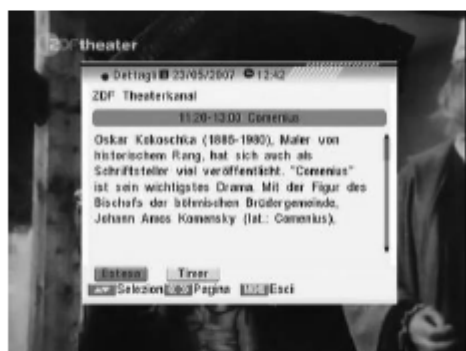 ZDFtheater
Dettagli 23/05/2007 12:42
ZDF Theaterkanal
11:20-13:00 Comenius
Oskar Kokoschka (1886-1980), Maler von
historischem Rang, hat sich auch als
Schriftsteller viel veröffentlicht. "Comenius"
ist sein wichtigstes Drama. Mit der Figur des
Bischofs der böhmischen Brüdergemeinde,
Johann Amos Komensky (lat.: Comenius),
Esteso Timer
Selezion Pagina Esci